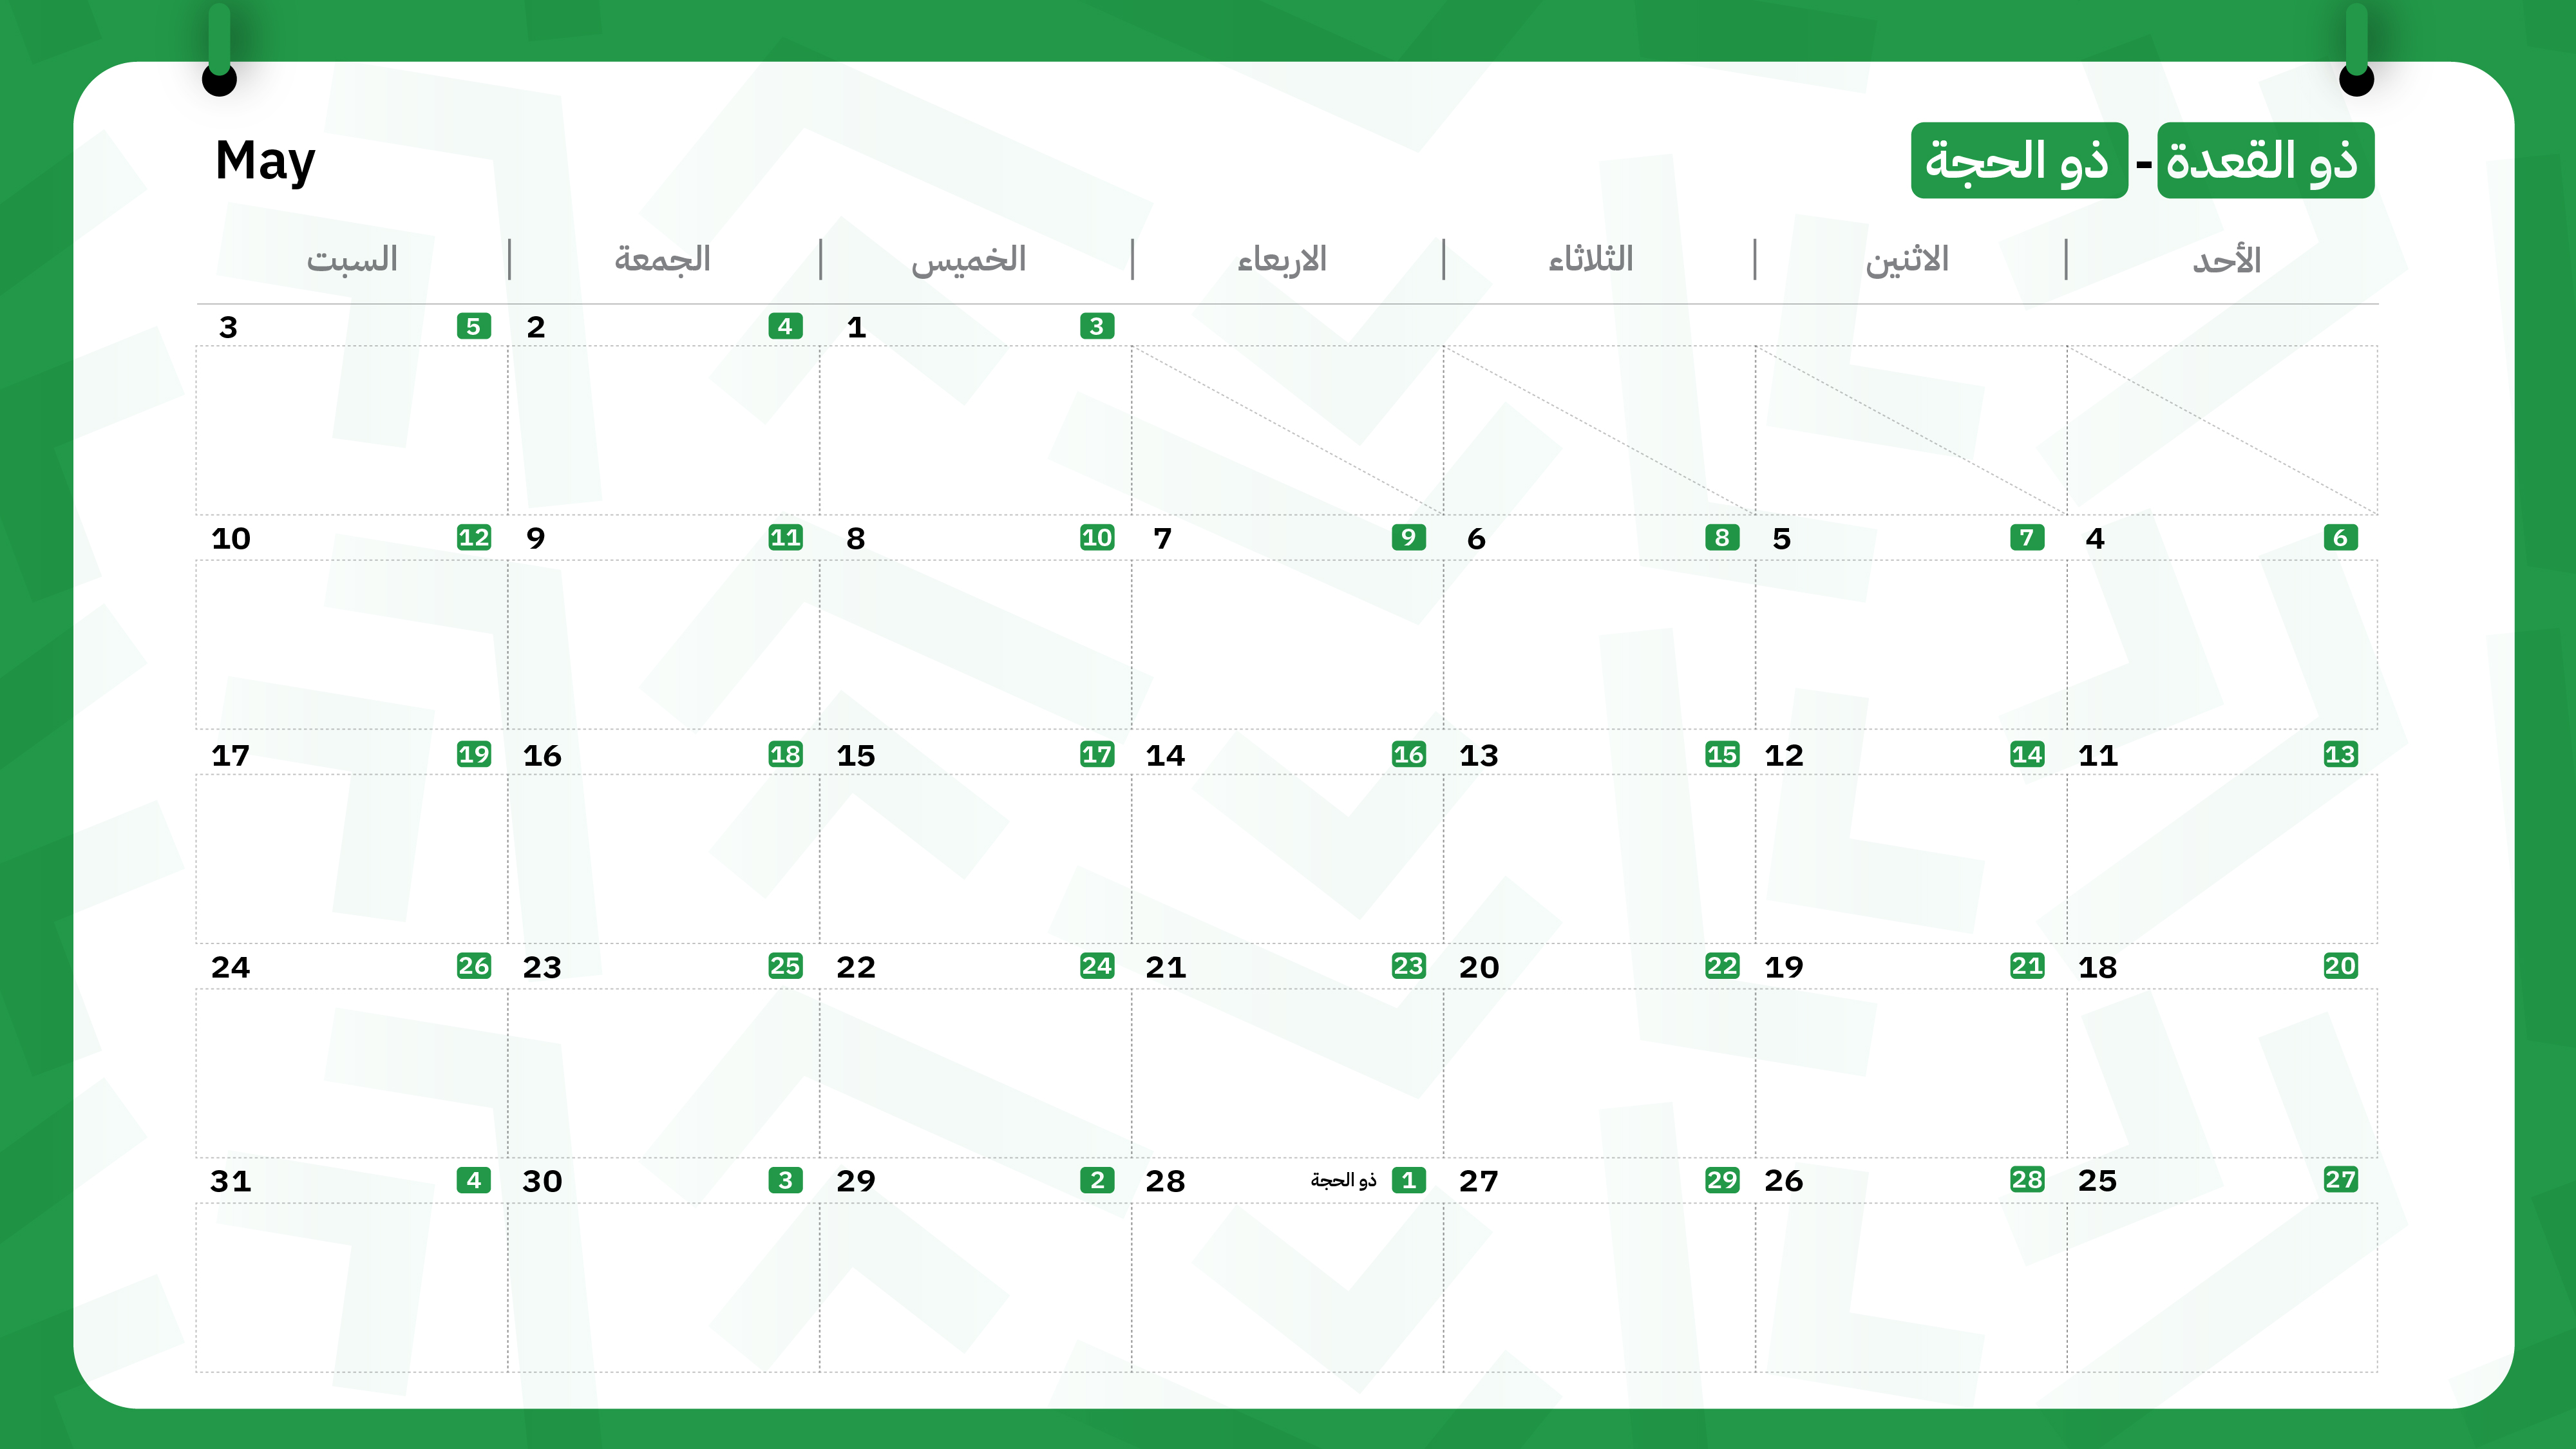 ذو القعدة - ذو الحجة May
الأحد | الاثنين | الثلاثاء | الاربعاء | الخميس | الجمعة | السبت
3 1 4 2 5 3
6 4 7 5 8 6 9 7 10 8 11 9 12 10
13 11 14 12 15 13 16 14 17 15 18 16 19 17
20 18 21 19 22 20 23 21 24 22 25 23 26 24
27 25 28 26 29 27 1 ذو الحجة 28 2 29 3 30 4 31